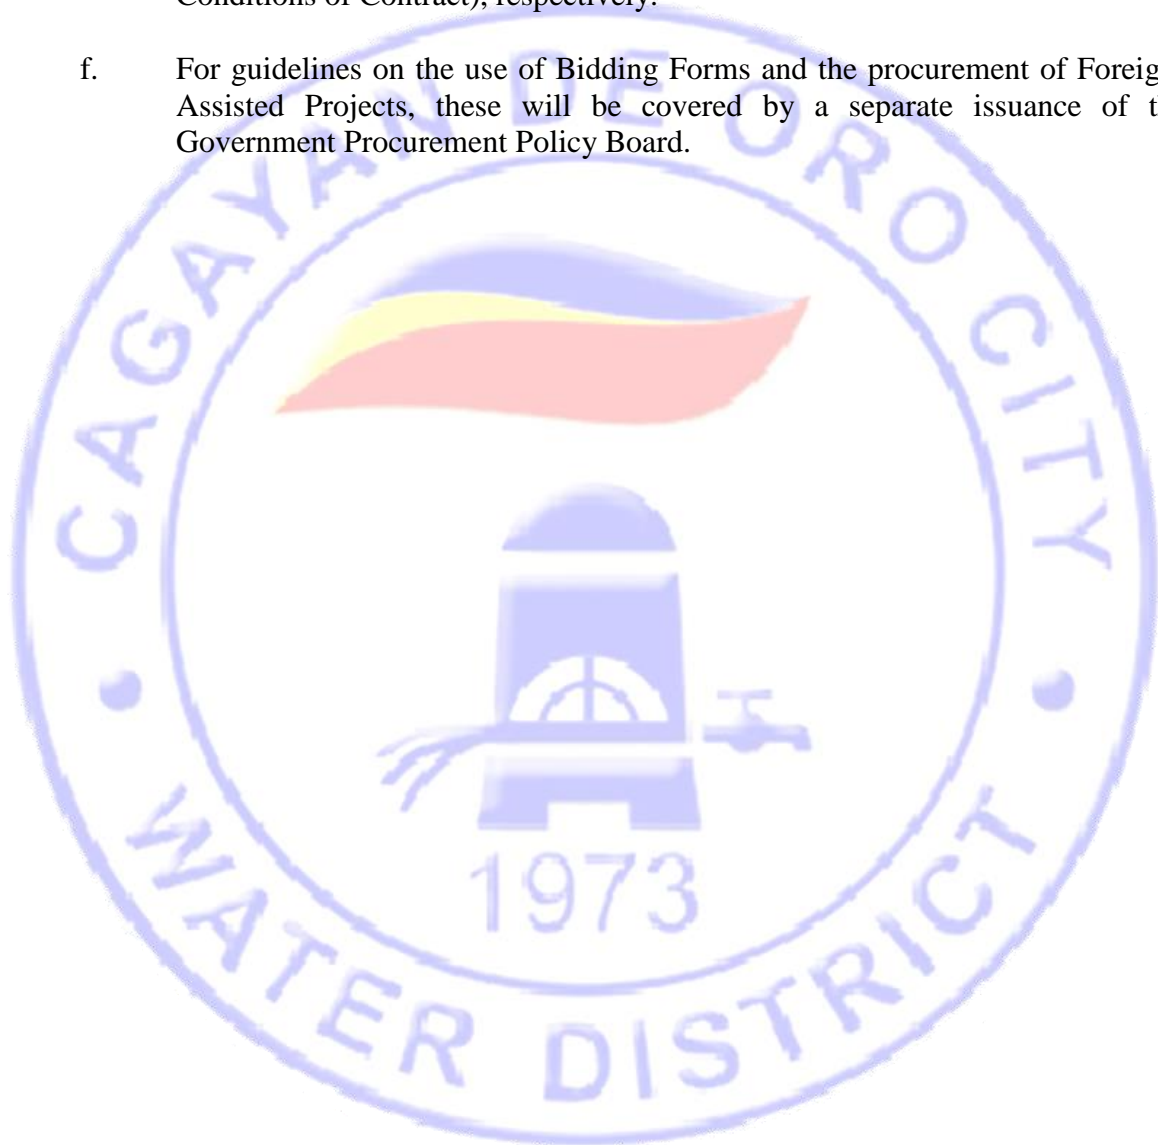 Conditions of Contract), respectively.
f. For guidelines on the use of Bidding Forms and the procurement of Foreig
Assisted Projects, these will be covered by a separate issuance of t
Government Procurement Policy Board.
CAGAYAN DE ORO CITY
1973
WATER DISTRICT